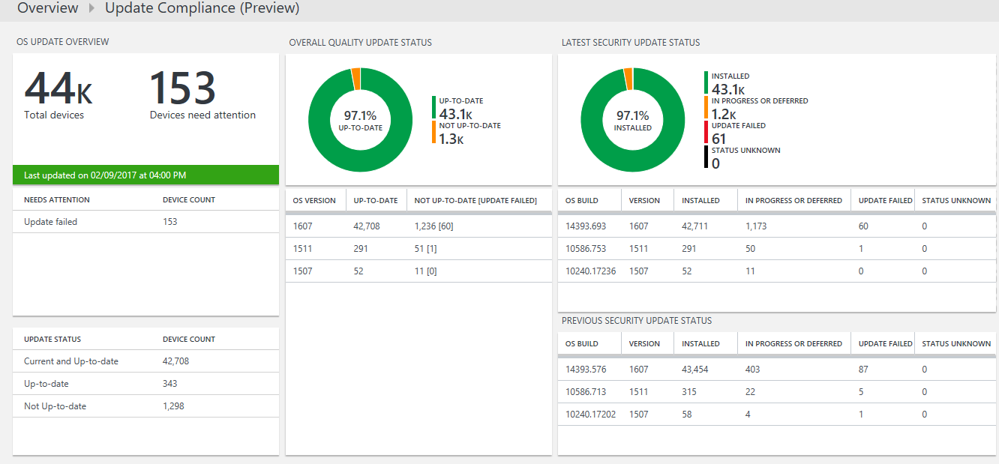 Overview Update Compliance (Preview)
OS UPDATE OVERVIEW
44K 153
Total devices Devices need attention
Last updated on 02/09/2017 at 04:00 PM
NEEDS ATTENTION DEVICE COUNT
Update failed 153
UPDATE STATUS DEVICE COUNT
Current and Up-to-date 42,708
Up-to-date 343
Not Up-to-date 1,298
OVERALL QUALITY UPDATE STATUS
97.1%
UP-TO-DATE
UP-TO-DATE
43.1K
NOT UP-TO-DATE
1.3K
OS VERSION UP-TO-DATE NOT UP-TO-DATE [UPDATE FAILED]
1607 42,708 1,236 [60]
1511 291 51 [1]
1507 52 11 [0]
LATEST SECURITY UPDATE STATUS
97.1%
INSTALLED
INSTALLED
43.1K
IN PROGRESS OR DEFERRED
1.2K
UPDATE FAILED
61
STATUS UNKNOWN
0
OS BUILD VERSION INSTALLED IN PROGRESS OR DEFERRED UPDATE FAILED STATUS UNKNOWN
14393.693 1607 42,711 1,173 60 0
10586.753 1511 291 50 1 0
10240.17236 1507 52 11 0 0
PREVIOUS SECURITY UPDATE STATUS
OS BUILD VERSION INSTALLED IN PROGRESS OR DEFERRED UPDATE FAILED STATUS UNKNOWN
14393.576 1607 43,454 403 87 0
10586.713 1511 315 22 5 0
10240.17202 1507 58 4 1 0